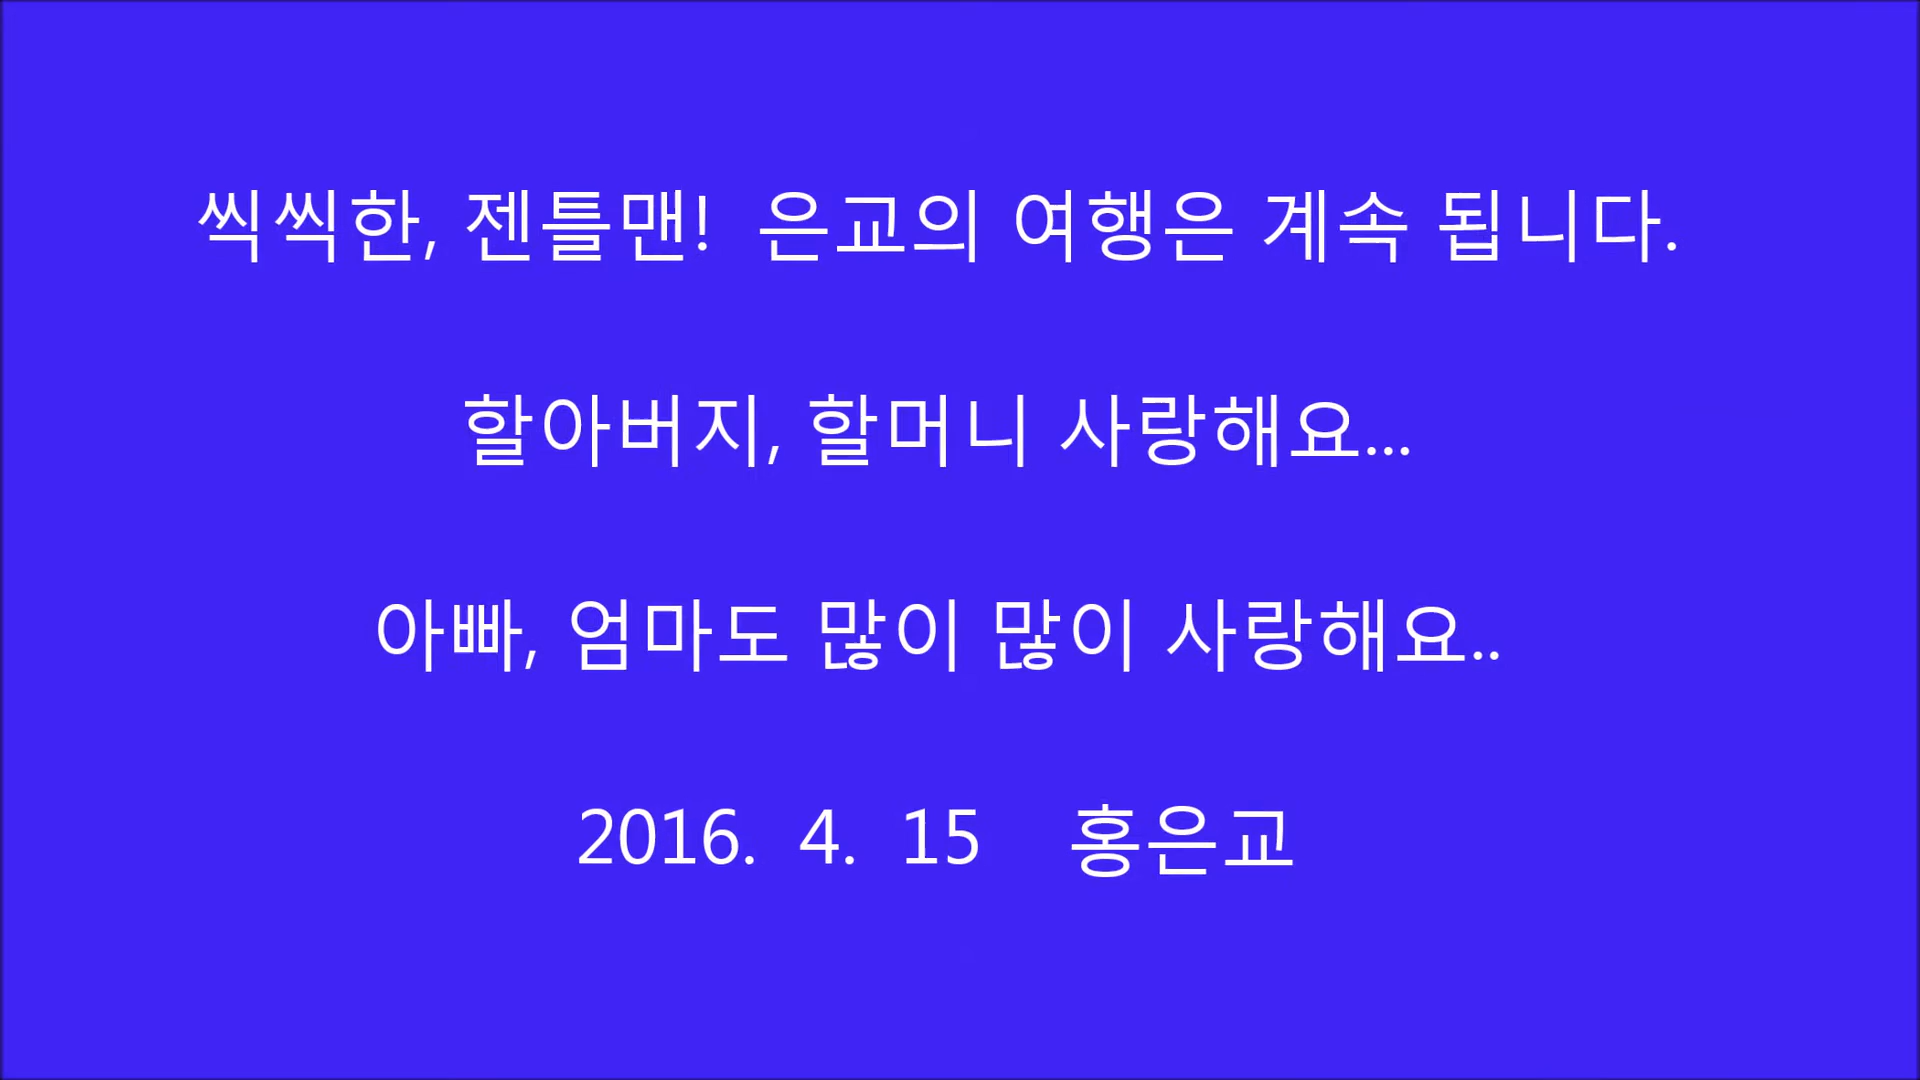 씩씩한, 젠틀맨!  은교의 여행은 계속 됩니다.
할아버지, 할머니 사랑해요...
아빠, 엄마도 많이 많이 사랑해요..
2016.  4.  15    홍은교